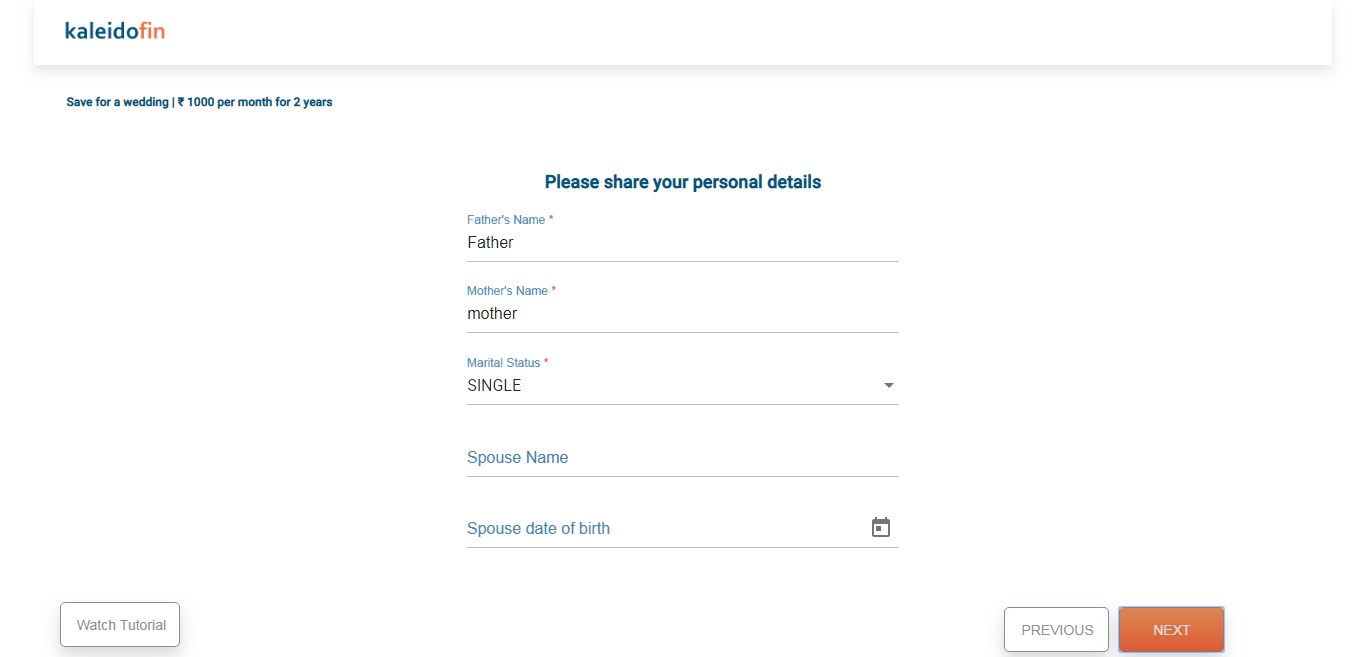 kaleidofin
Save for a wedding | ₹ 1000 per month for 2 years
Please share your personal details
Father's Name *
Father
Mother's Name *
mother
Marital Status *
SINGLE
Spouse Name
Spouse date of birth
Watch Tutorial
PREVIOUS
NEXT